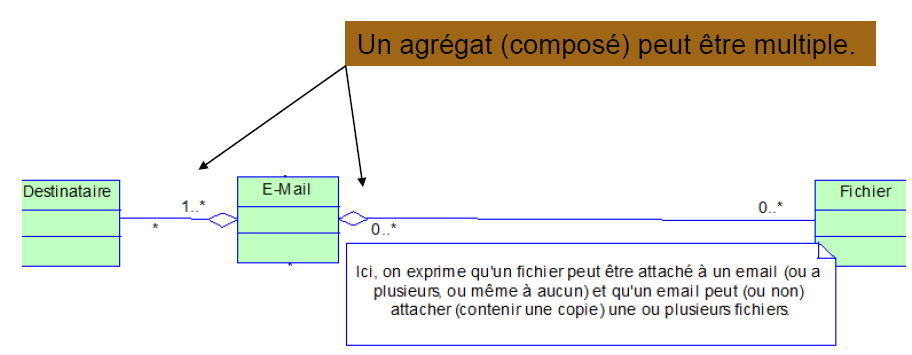 Un agrégat (composé) peut être multiple.
Destinataire
E-Mail
Fichier
1..*
*
0..*
0..*
*
Ici, on exprime qu'un fichier peut être attaché à un email (ou a
plusieurs, ou même à aucun) et qu'un email peut (ou non)
attacher (contenir une copie) une ou plusieurs fichiers.